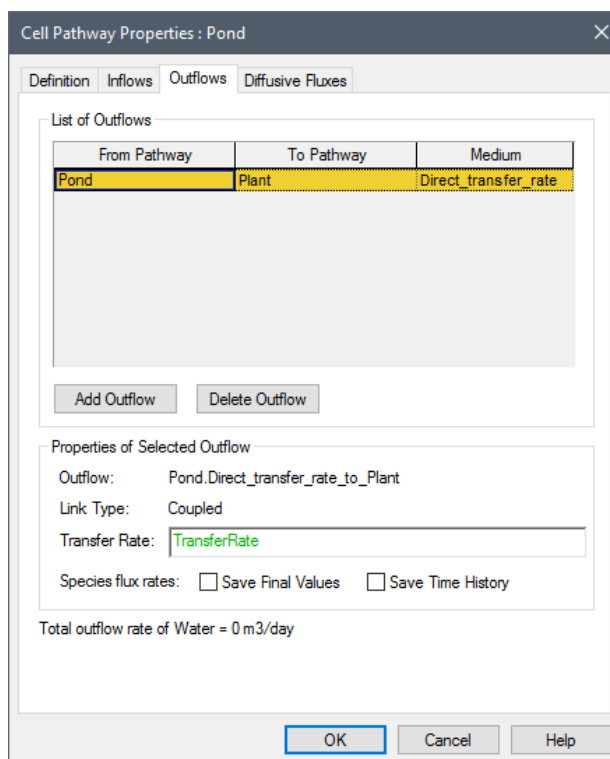 Cell Pathway Properties : Pond
Definition Inflows Outflows Diffusive Fluxes
List of Outflows
From Pathway To Pathway Medium
Pond Plant Direct_transfer_rate
Add Outflow Delete Outflow
Properties of Selected Outflow
Outflow: Pond.Direct_transfer_rate_to_Plant
Link Type: Coupled
Transfer Rate: TransferRate
Species flux rates: Save Final Values Save Time History
Total outflow rate of Water = 0 m3/day
OK Cancel Help